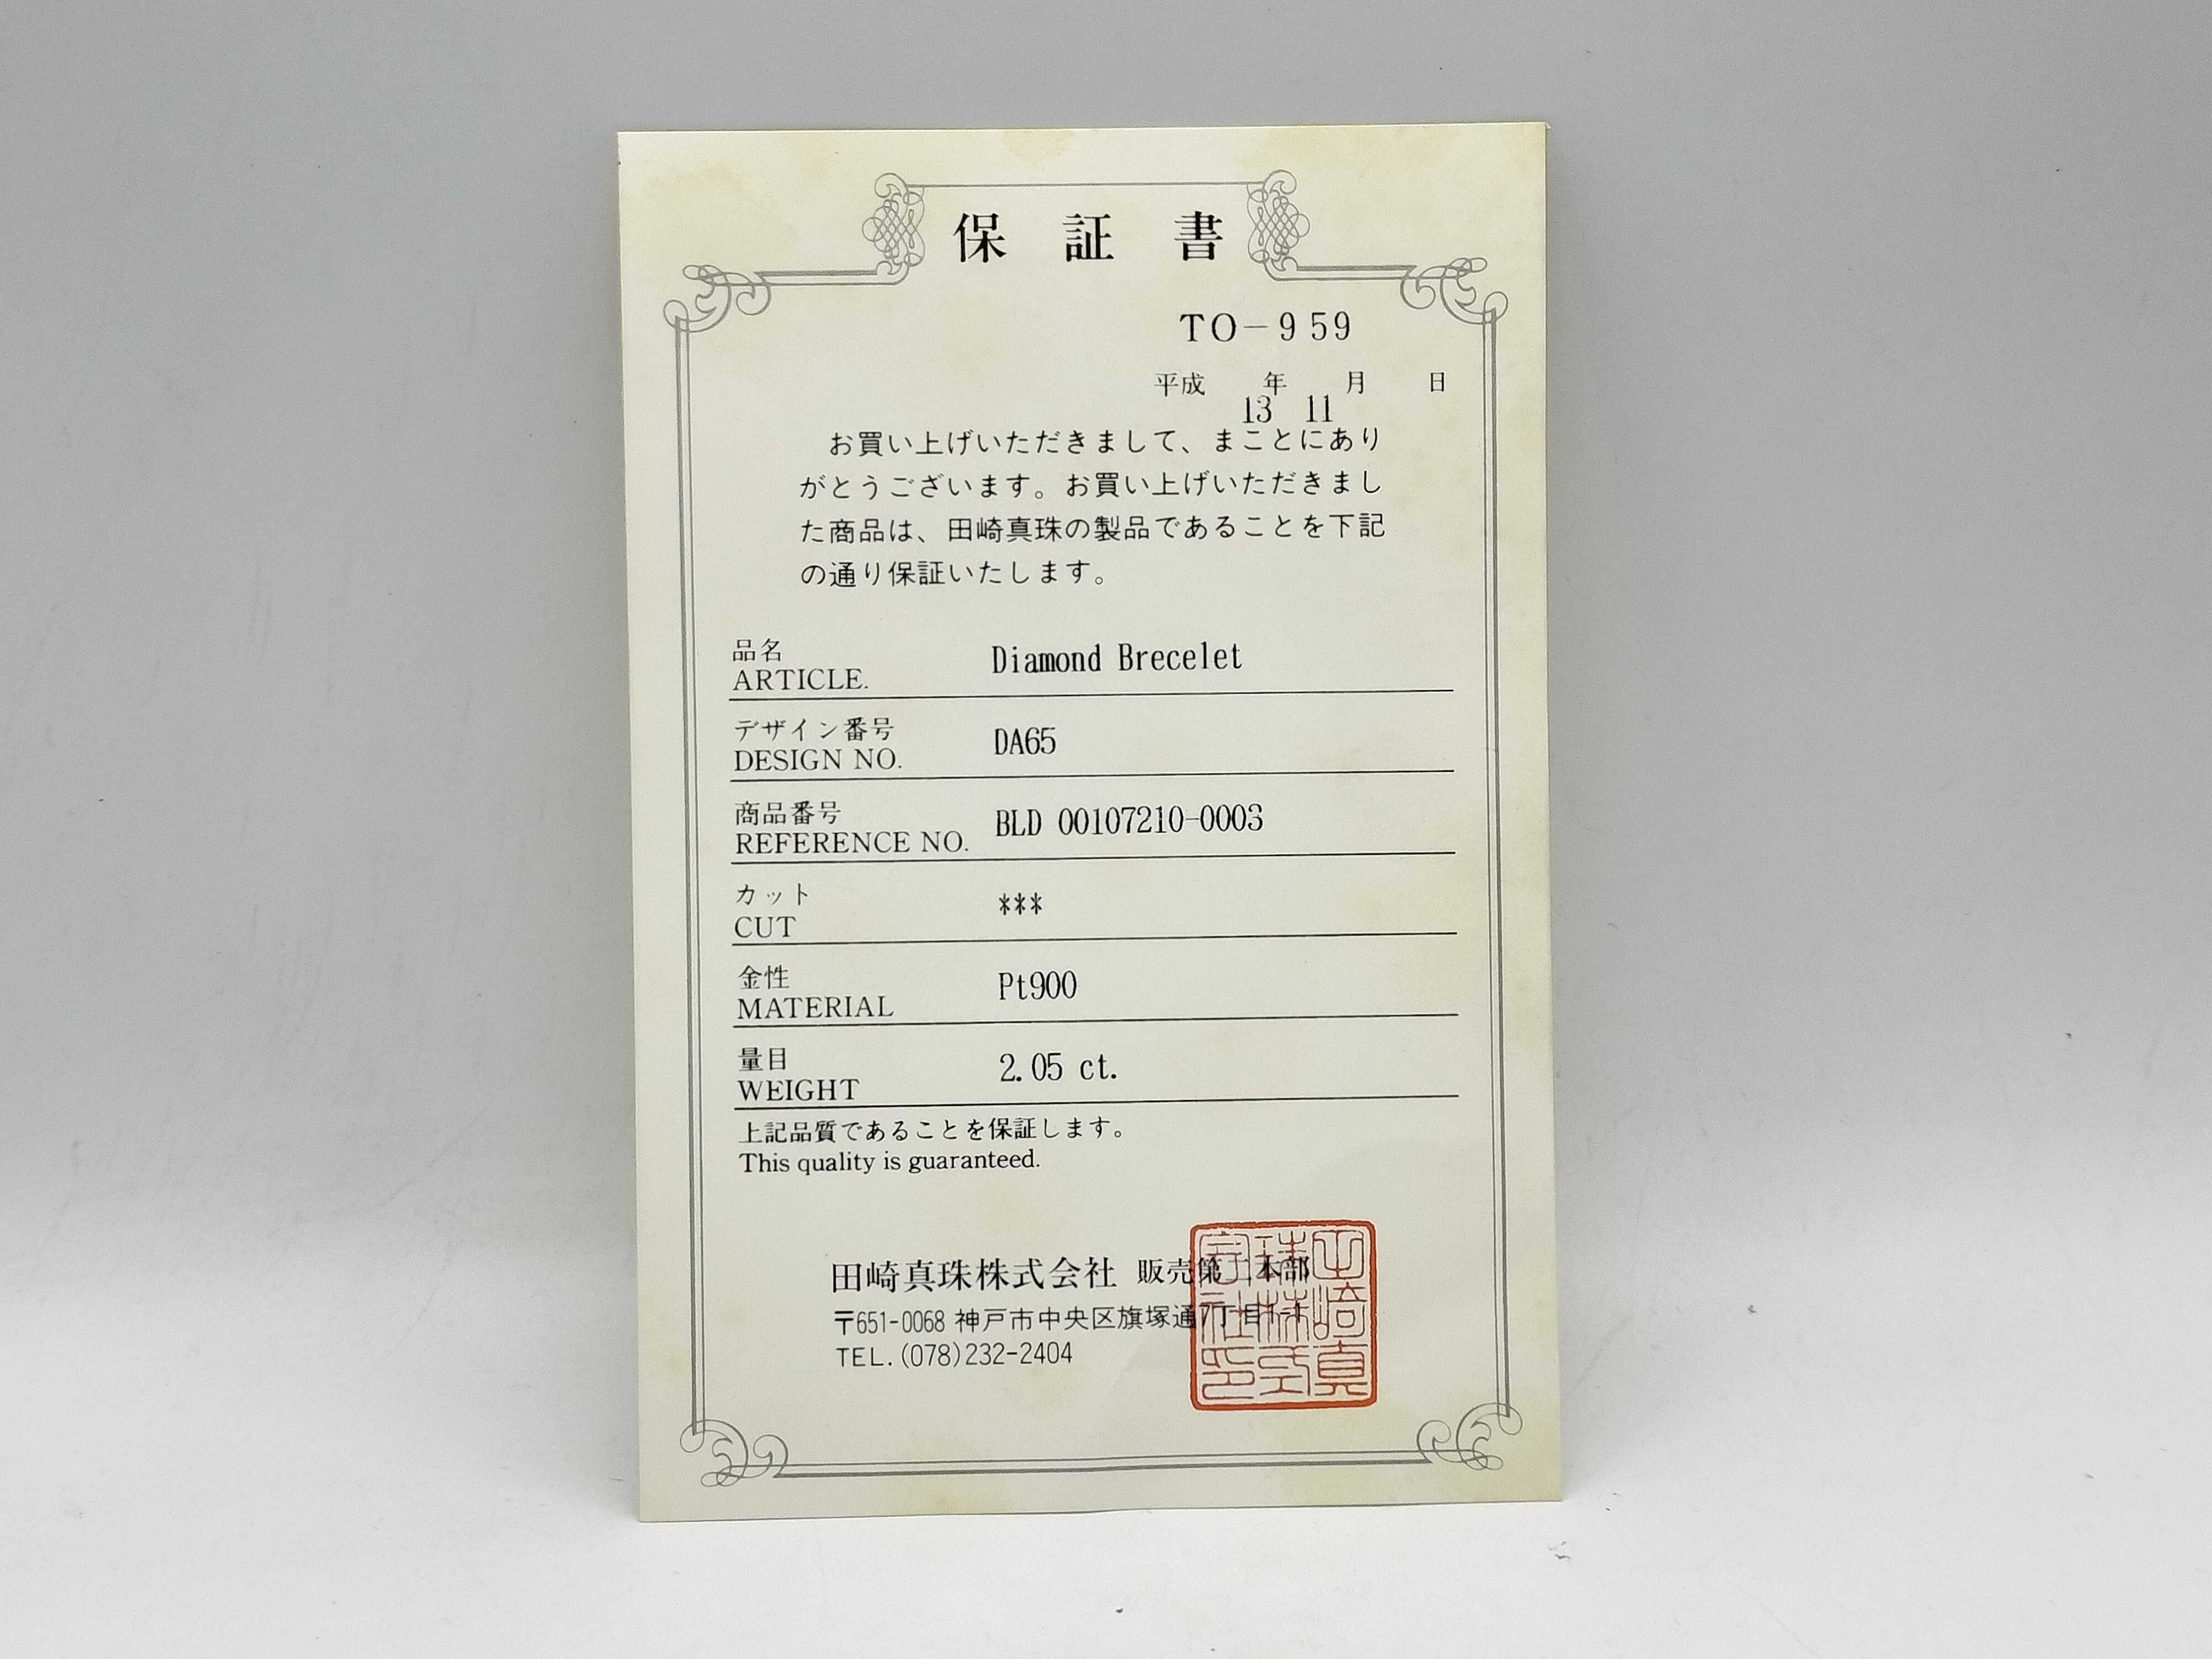 保証書
TO-959
平成 年 月 日
13 11
お買い上げいただきまして、まことにあり
がとうございます。お買い上げいただきまし
た商品は、田崎真珠の製品であることを下記
の通り保証いたします。
品名
ARTICLE. Diamond Brecelet
デザイン番号
DESIGN NO. DA65
商品番号
REFERENCE NO. BLD 00107210-0003
カット
CUT ***
金性
MATERIAL Pt900
量目
WEIGHT 2.05 ct.
上記品質であることを保証します。
This quality is guaranteed.
田崎真珠株式会社 販売第 本部
〒651-0068 神戸市中央区旗塚通7丁目1-1
TEL.(078)232-2404